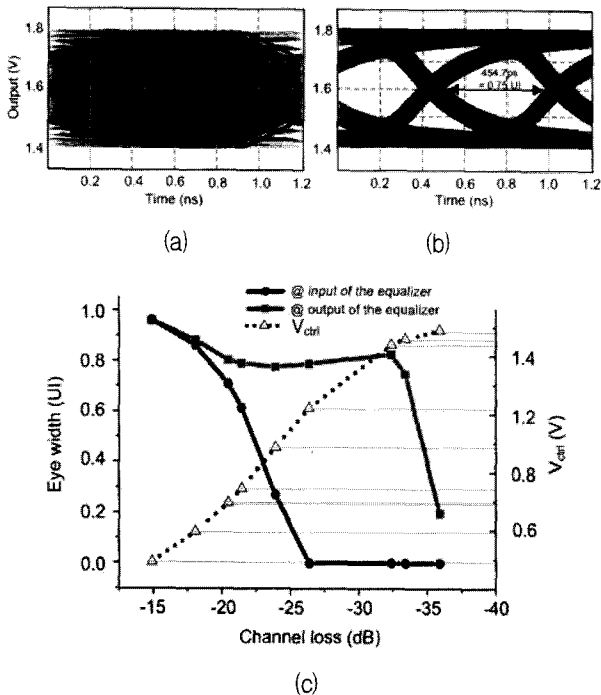 Output (V)
1.8
1.6
1.4
0.2 0.4 0.6 0.8 1.0 1.2
Time (ns)
(a)
1.8
1.6
1.4
454.7ps
= 0.75 UI
0.2 0.4 0.6 0.8 1.0 1.2
Time (ns)
(b)
@ input of the equalizer
@ output of the equalizer
Vctrl
Eye width (UI)
1.0
0.8
0.6
0.4
0.2
0.0
Vctrl (V)
1.4
1.2
0.8
0.6
-15 -20 -25 -30 -35 -40
Channel loss (dB)
(c)